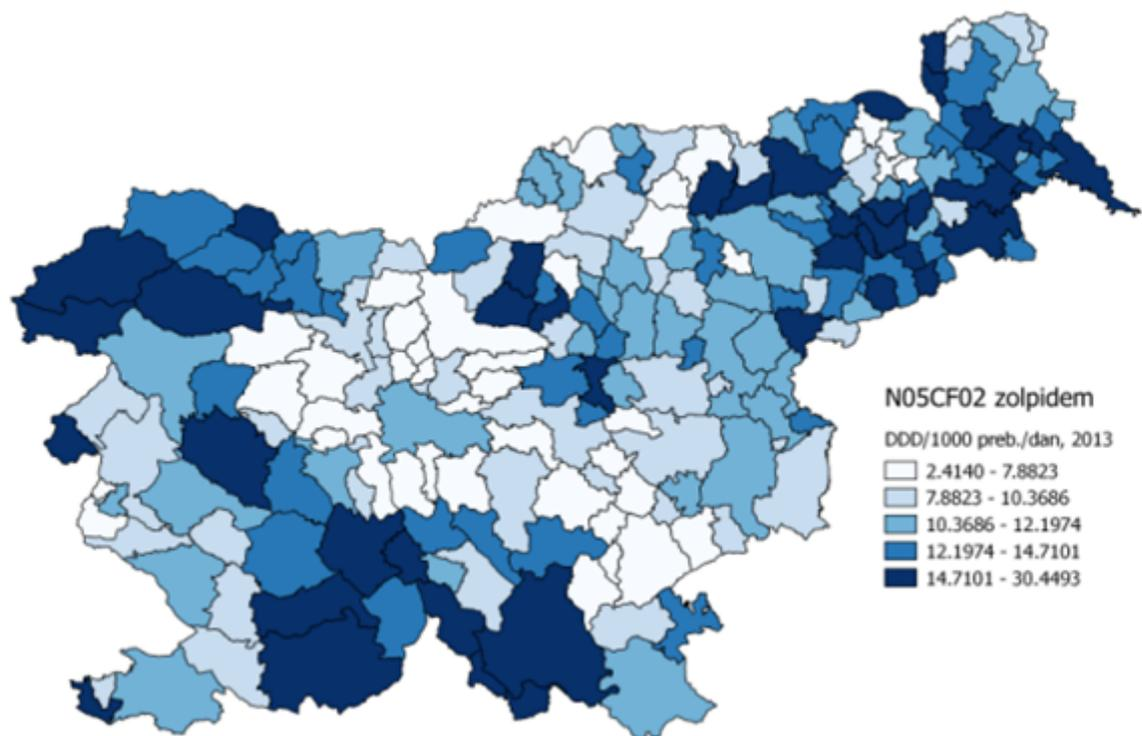 N05CF02 zolpidem
DDD/1000 preb./dan, 2013
2.4140 - 7.8823
7.8823 - 10.3686
10.3686 - 12.1974
12.1974 - 14.7101
14.7101 - 30.4493